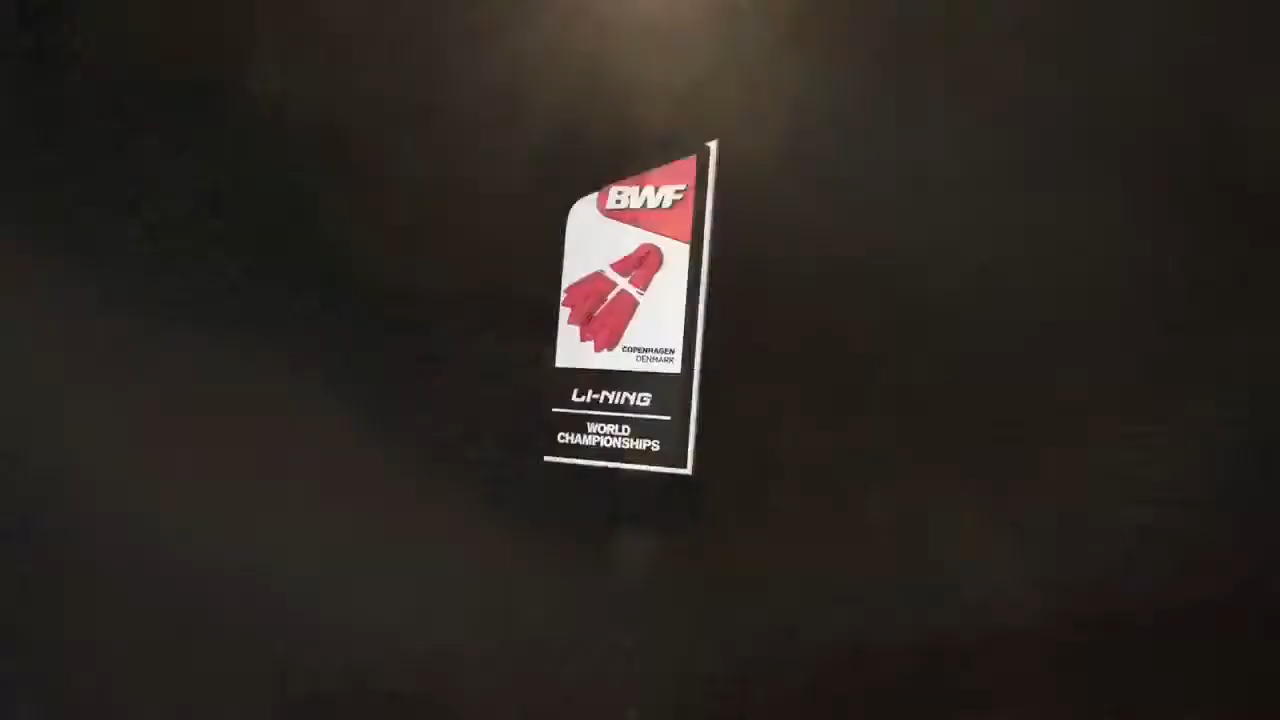 BWF
COPENHAGEN
DENMARK
LI-NING
WORLD
CHAMPIONSHIPS